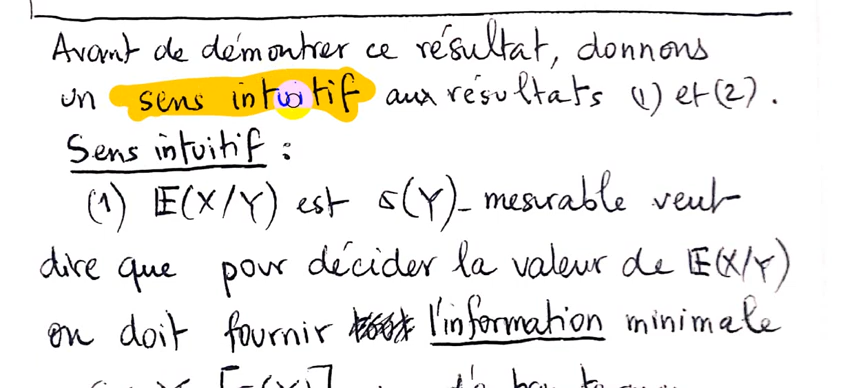 Avant de démontrer ce résultat, donnons
un sens intuitif aux résultats (1) et (2).
Sens intuitif :
(1) 𝔼(X/Y) est σ(Y)_ mesurable veut
dire que pour décider la valeur de 𝔼(X/Y)
on doit fournir l'information minimale